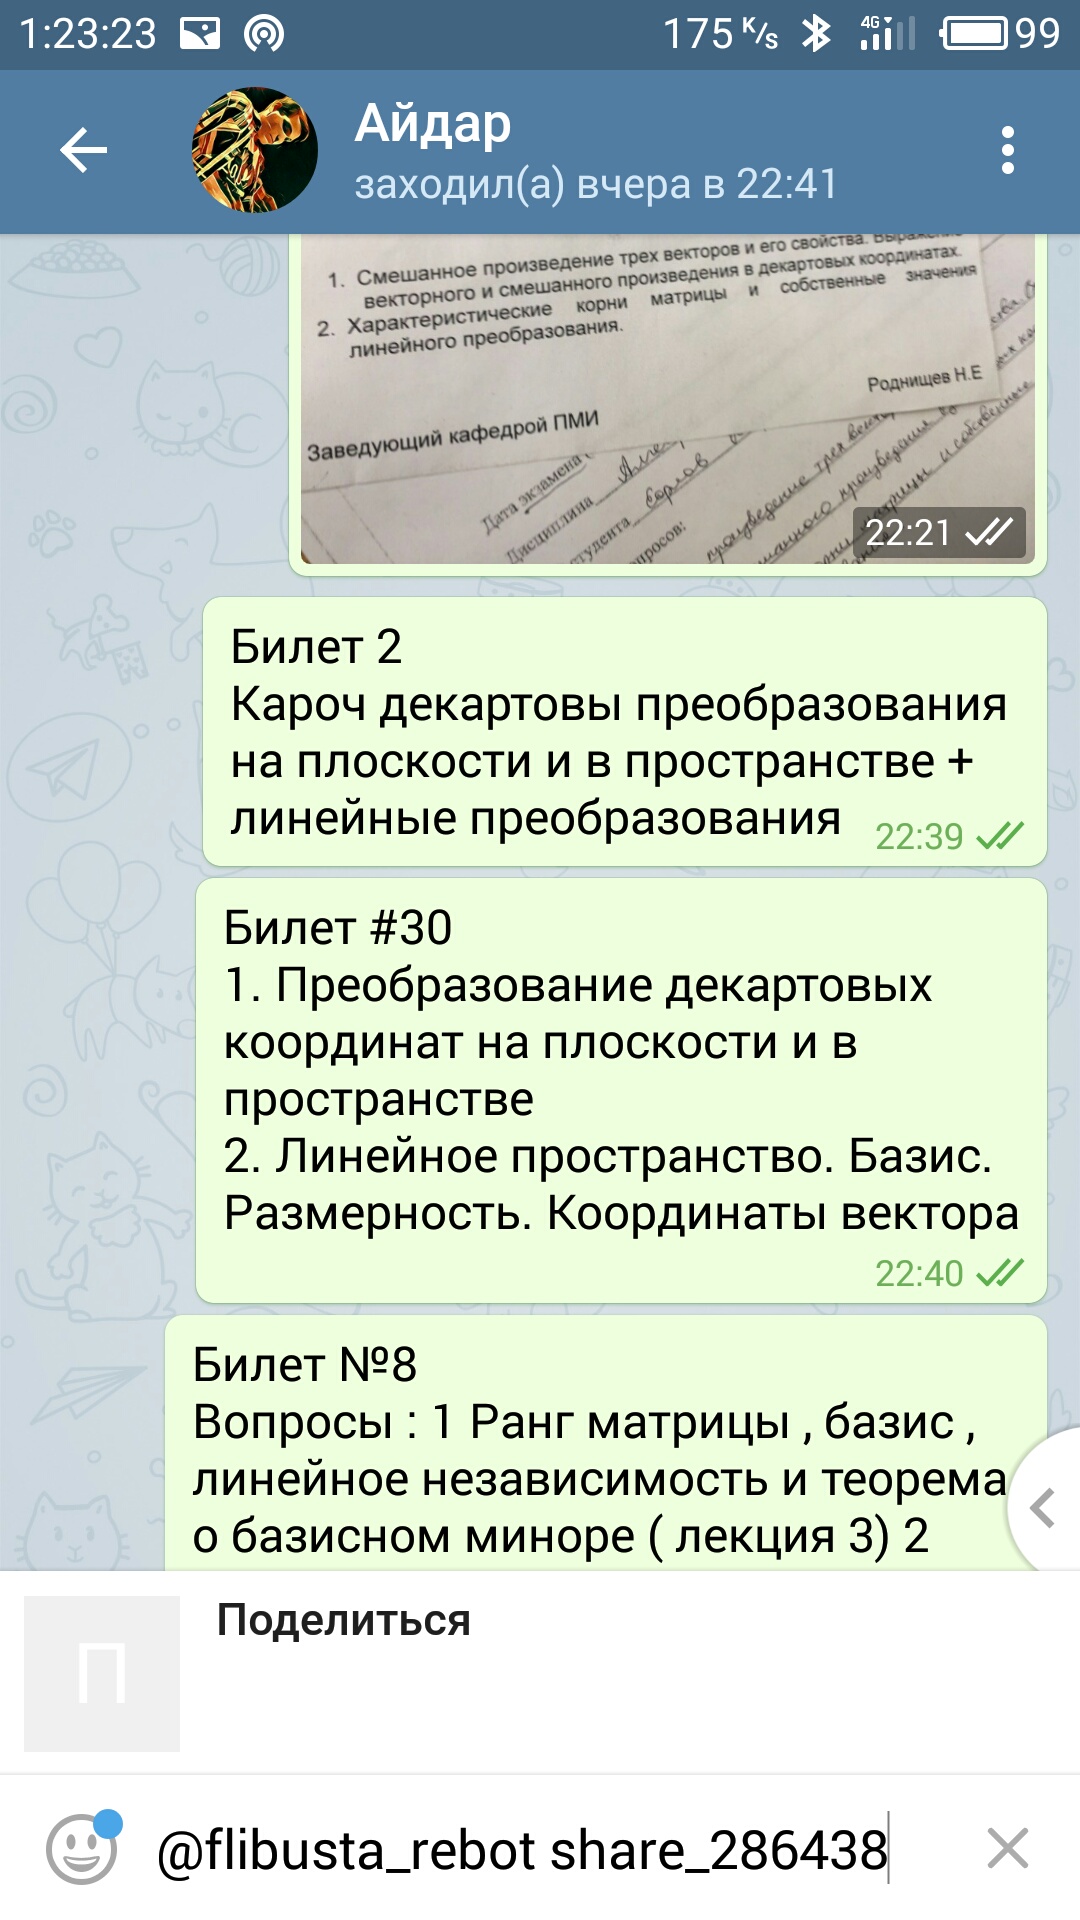 1:23:23 175 K/s 4G 99
Айдар
заходил(а) вчера в 22:41
1. Смешанное произведение трех векторов и его свойства.
векторного и смешанного произведения в декартовых координатах.
2. Характеристические корни матрицы и собственные значения
линейного преобразования.
Роднищев Н.Е
Заведующий кафедрой ПМИ
Дата экзамена
Дисциплина
вопросов:
22:21
Билет 2
Кароч декартовы преобразования
на плоскости и в пространстве +
линейные преобразования
22:39
Билет #30
1. Преобразование декартовых
координат на плоскости и в
пространстве
2. Линейное пространство. Базис.
Размерность. Координаты вектора
22:40
Билет №8
Вопросы : 1 Ранг матрицы , базис ,
линейное независимость и теорема
о базисном миноре ( лекция 3) 2
П
Поделиться
@flibusta_rebot share_286438